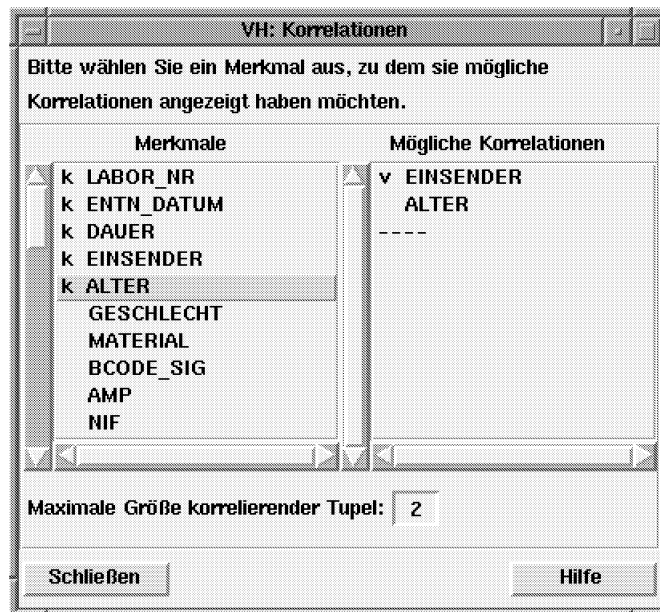 VH: Korrelationen
Bitte wählen Sie ein Merkmal aus, zu dem sie mögliche
Korrelationen angezeigt haben möchten.
Merkmale
k LABOR_NR
k ENTN_DATUM
k DAUER
k EINSENDER
k ALTER
GESCHLECHT
MATERIAL
BCODE_SIG
AMP
NIF
Mögliche Korrelationen
v EINSENDER
ALTER
----
Maximale Größe korrelierender Tupel: 2
Schließen
Hilfe